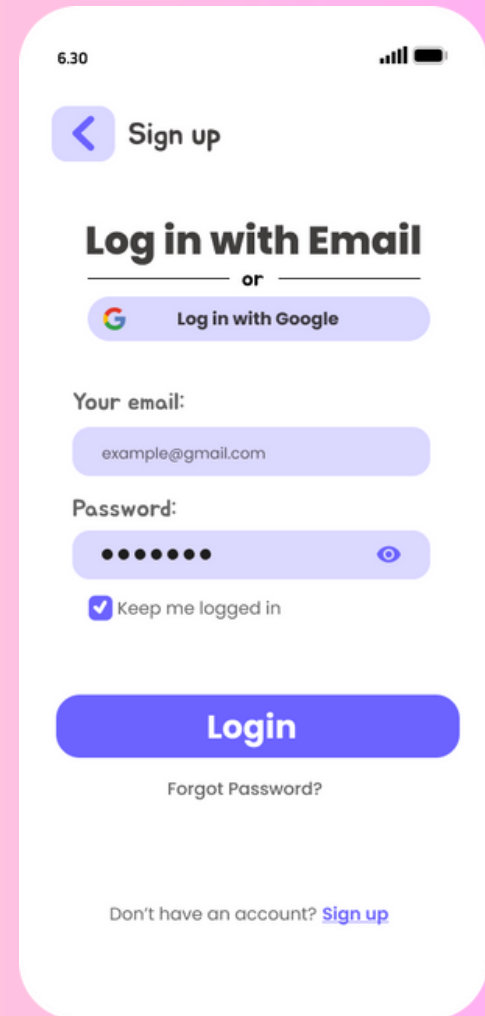 6.30
Sign up
Log in with Email
or
Log in with Google
Your email:
example@gmail.com
Password:
Keep me logged in
Login
Forgot Password?
Don't have an account? Sign up